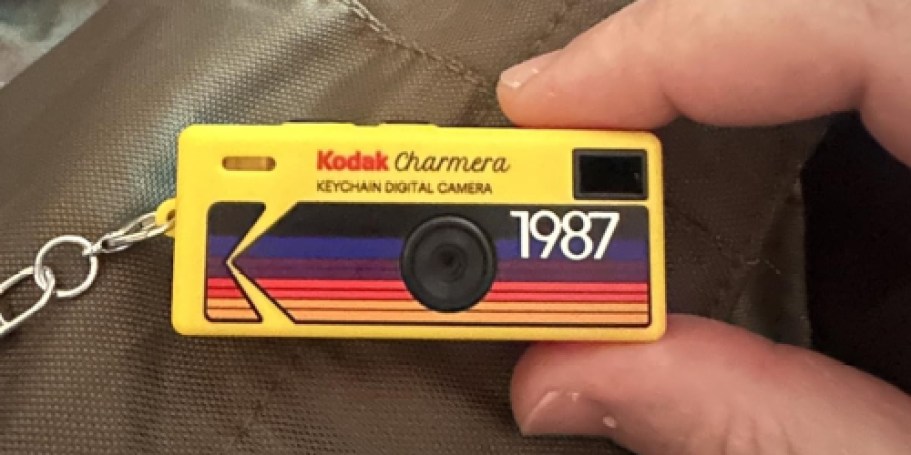 Kodak Charmera
KEYCHAIN DIGITAL CAMERA
1987